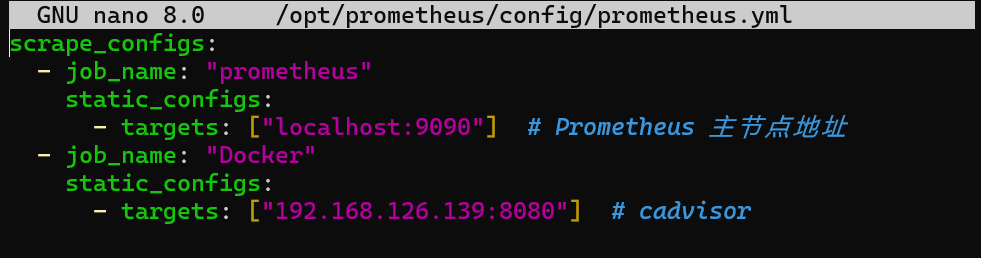 GNU nano 8.0 /opt/prometheus/config/prometheus.yml
scrape_configs:
  - job_name: "prometheus"
    static_configs:
      - targets: ["localhost:9090"]  # Prometheus 主节点地址
  - job_name: "Docker"
    static_configs:
      - targets: ["192.168.126.139:8080"]  # cadvisor